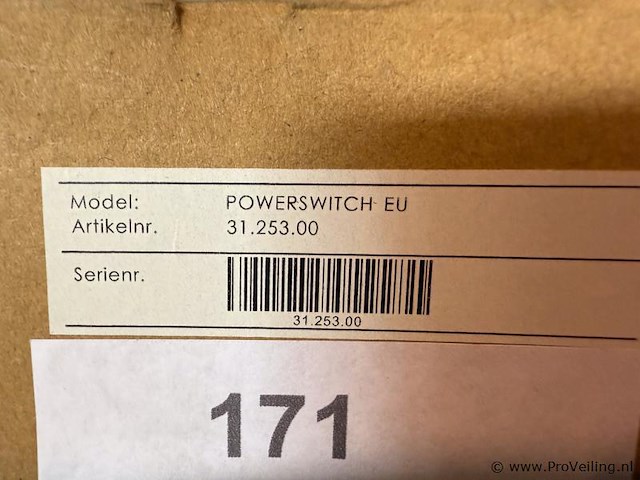 Model: POWERSWITCH EU
Artikelnr. 31.253.00
Serienr.
31.253.00
171
© www.ProVeiling.nl